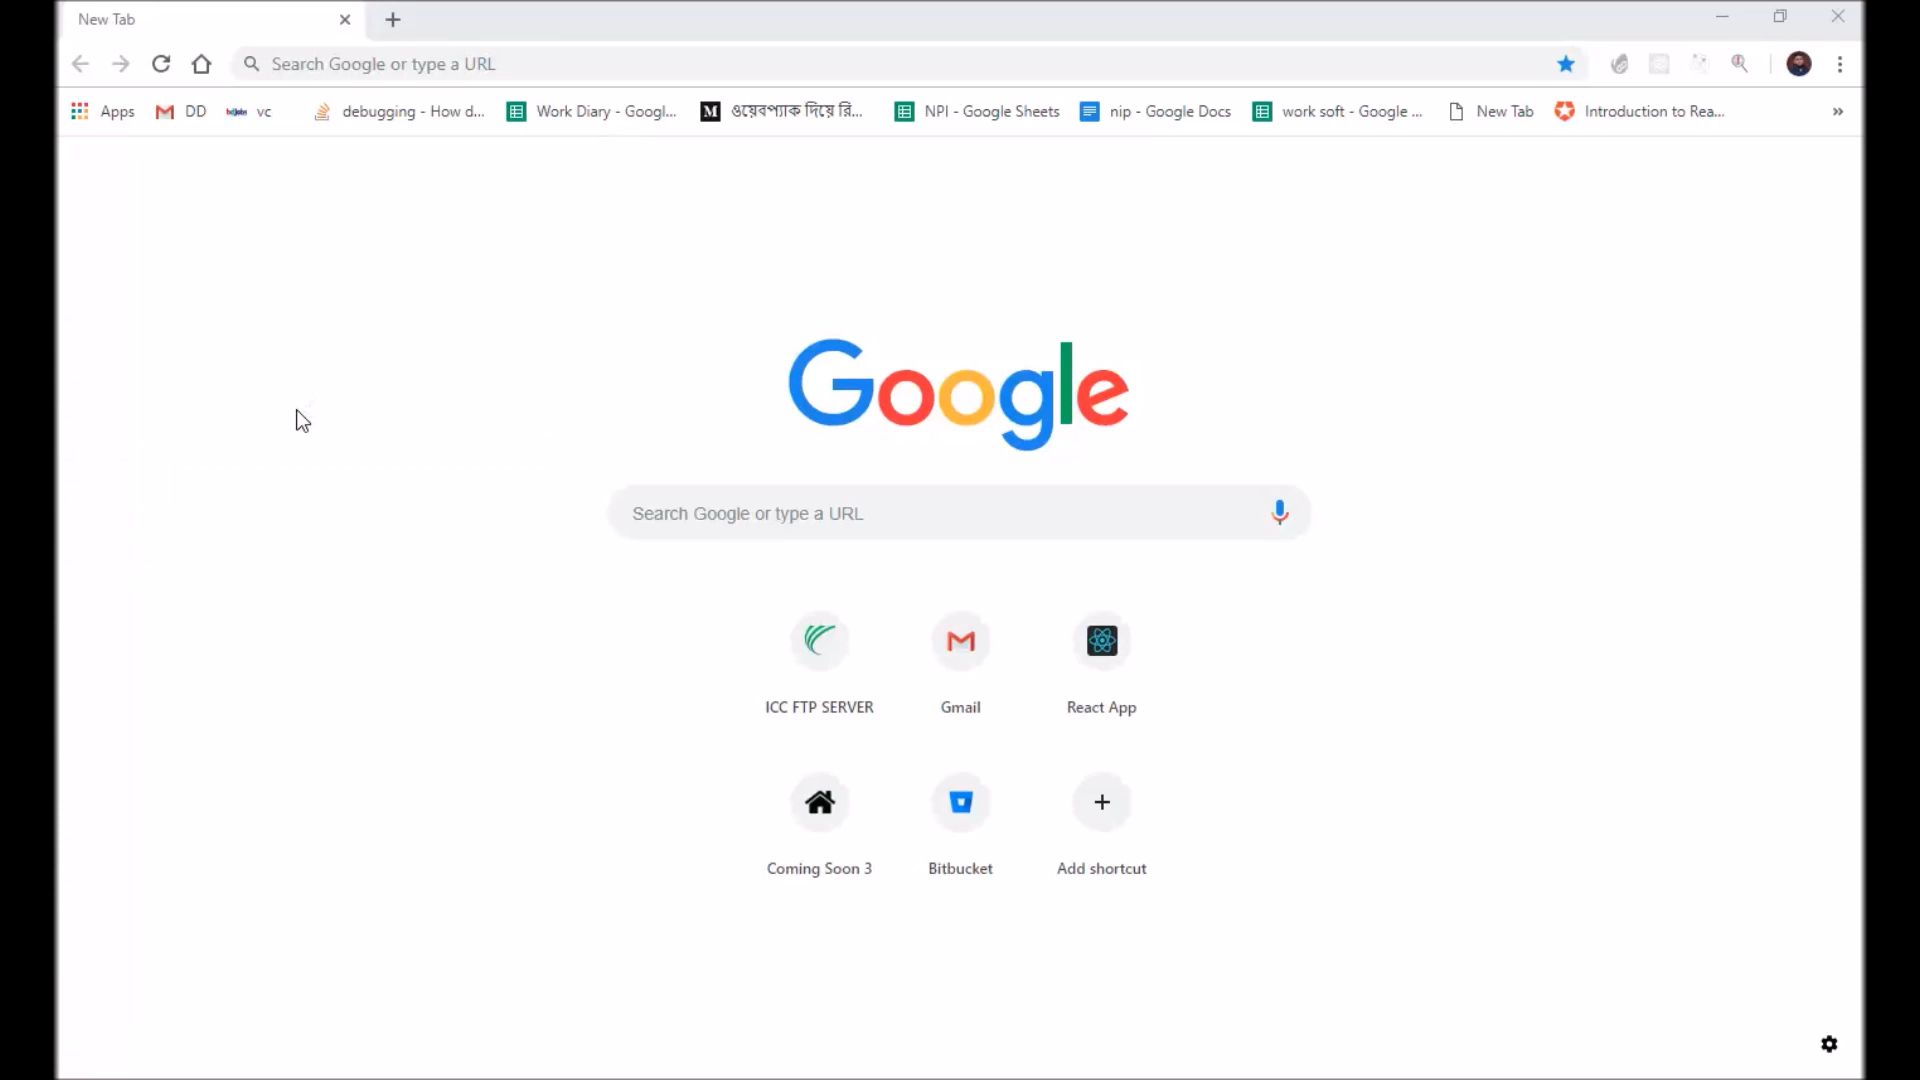 New Tab
Search Google or type a URL
Apps DD vc debugging - How d... Work Diary - Googl... M ওয়েবপ্যাক দিয়ে রি... NPI - Google Sheets nip - Google Docs work soft - Google ... New Tab Introduction to Rea... »
Google
Search Google or type a URL
ICC FTP SERVER Gmail React App
Coming Soon 3 Bitbucket Add shortcut